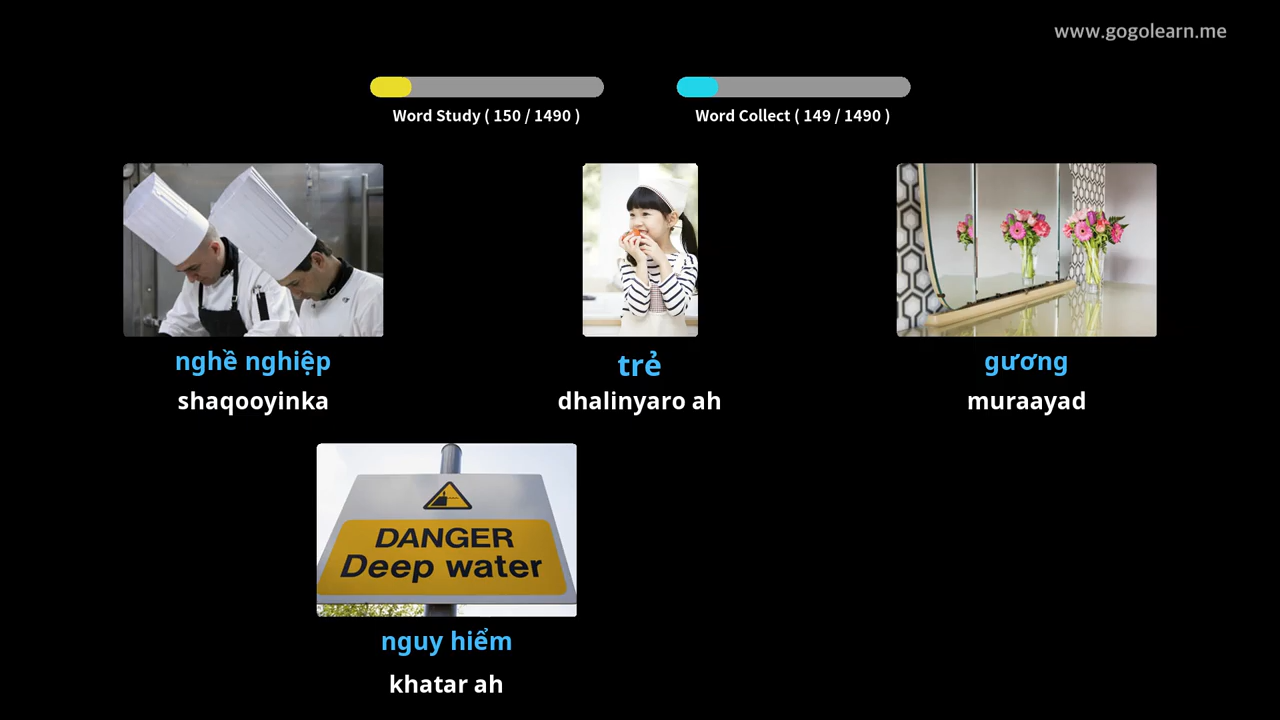 www.gogolearn.me
Word Study ( 150 / 1490 )
Word Collect ( 149 / 1490 )
nghề nghiệp
shaqooyinka
trẻ
dhalinyaro ah
gương
muraayad
DANGER
Deep water
nguy hiểm
khatar ah